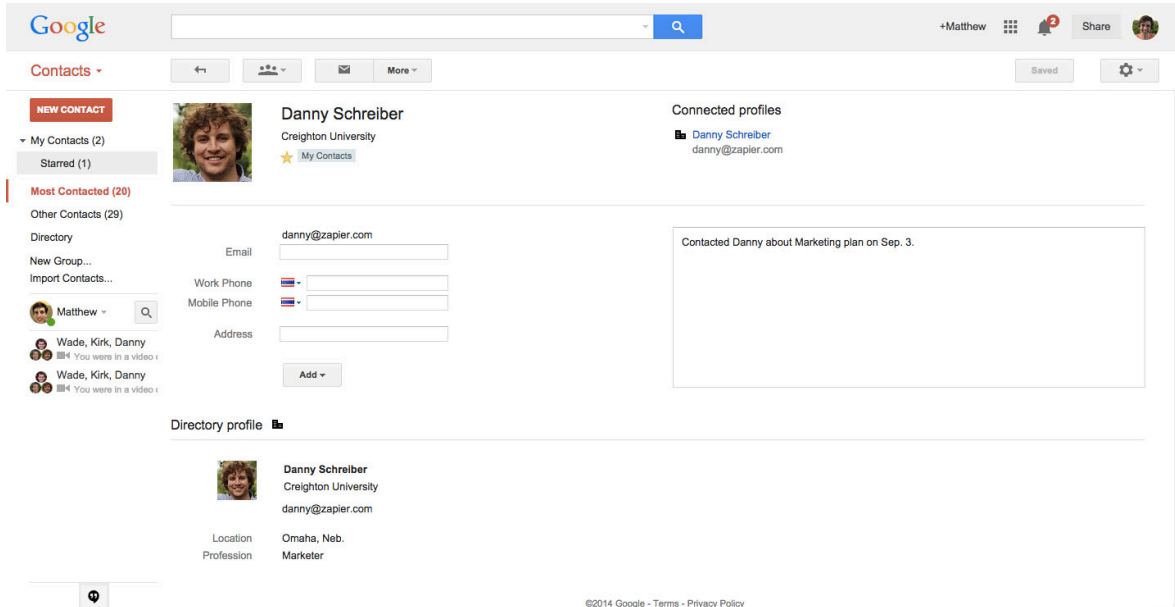 Google
+Matthew
2
Share
Contacts
More
Saved
NEW CONTACT
My Contacts (2)
Starred (1)
Most Contacted (20)
Other Contacts (29)
Directory
New Group...
Import Contacts...
Matthew
Wade, Kirk, Danny
You were in a video
Wade, Kirk, Danny
You were in a video
Danny Schreiber
Creighton University
My Contacts
Connected profiles
Danny Schreiber
danny@zapier.com
danny@zapier.com
Email
Work Phone
Mobile Phone
Address
Add
Contacted Danny about Marketing plan on Sep. 3.
Directory profile
Danny Schreiber
Creighton University
danny@zapier.com
Location Omaha, Neb.
Profession Marketer
©2014 Google - Terms - Privacy Policy